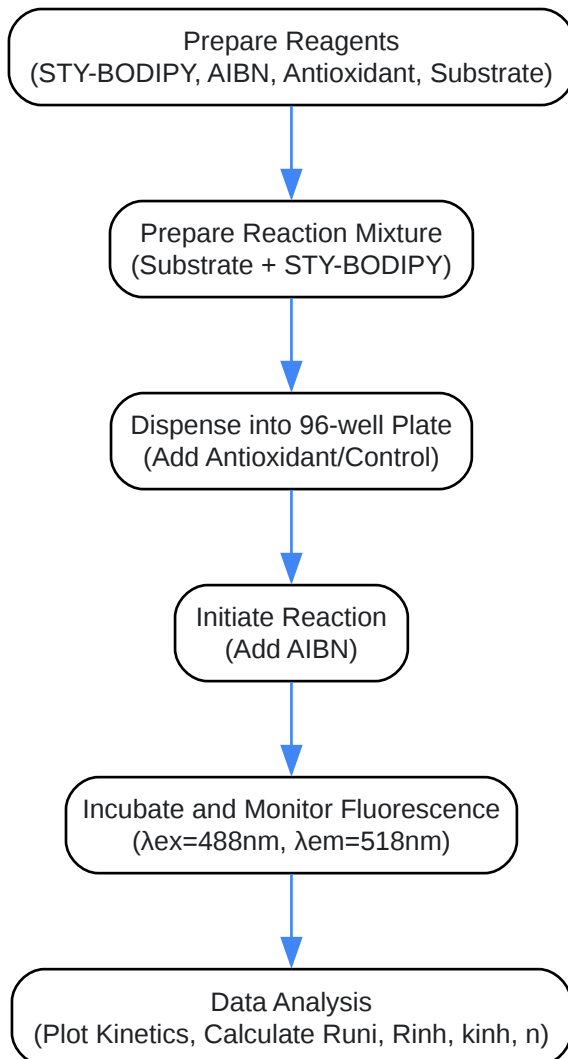 Prepare Reagents
(STY-BODIPY, AIBN, Antioxidant, Substrate)
Prepare Reaction Mixture
(Substrate + STY-BODIPY)
Dispense into 96-well Plate
(Add Antioxidant/Control)
Initiate Reaction
(Add AIBN)
Incubate and Monitor Fluorescence
(λex=488nm, λem=518nm)
Data Analysis
(Plot Kinetics, Calculate Runi, Rinh, kinh, n)